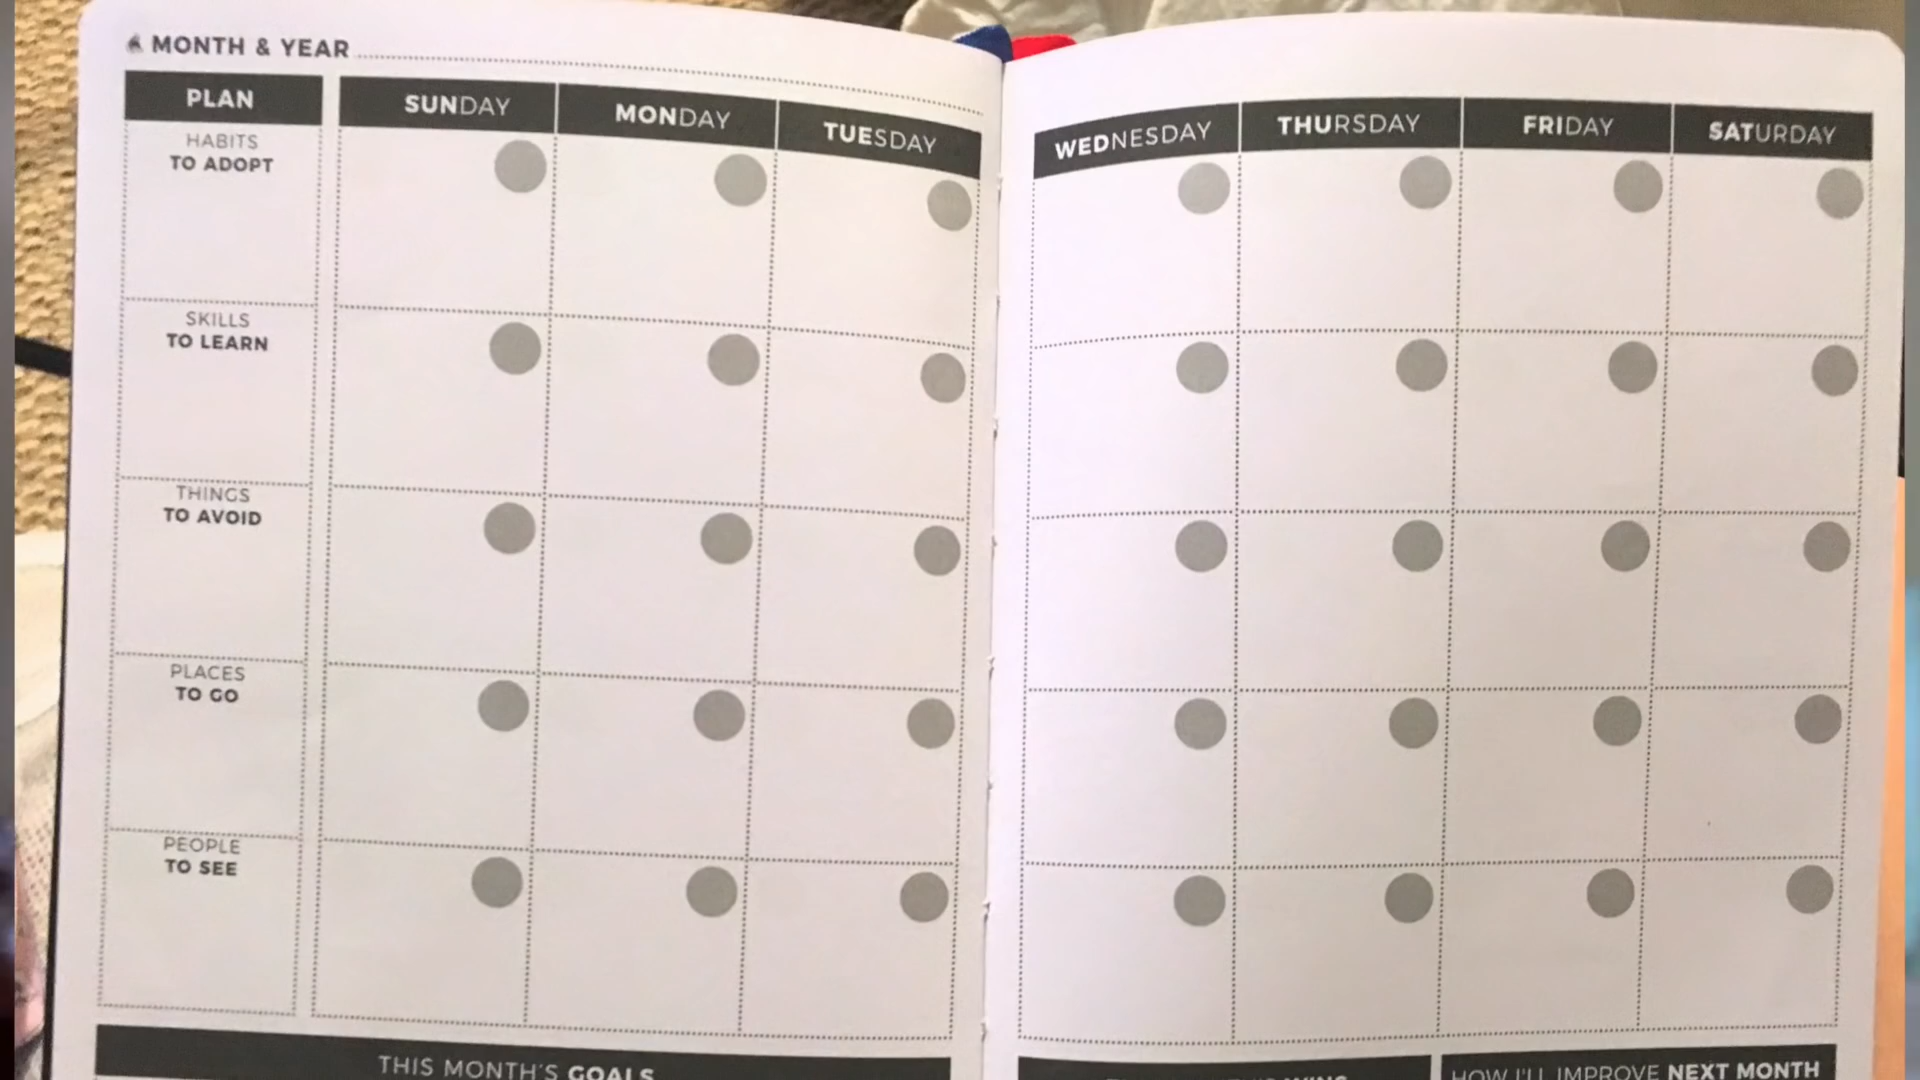 MONTH & YEAR
PLAN
SUNDAY
MONDAY
TUESDAY
WEDNESDAY
THURSDAY
FRIDAY
SATURDAY
HABITS
TO ADOPT
SKILLS
TO LEARN
THINGS
TO AVOID
PLACES
TO GO
PEOPLE
TO SEE
THIS MONTH'S GOALS
HOW I'LL IMPROVE NEXT MONTH